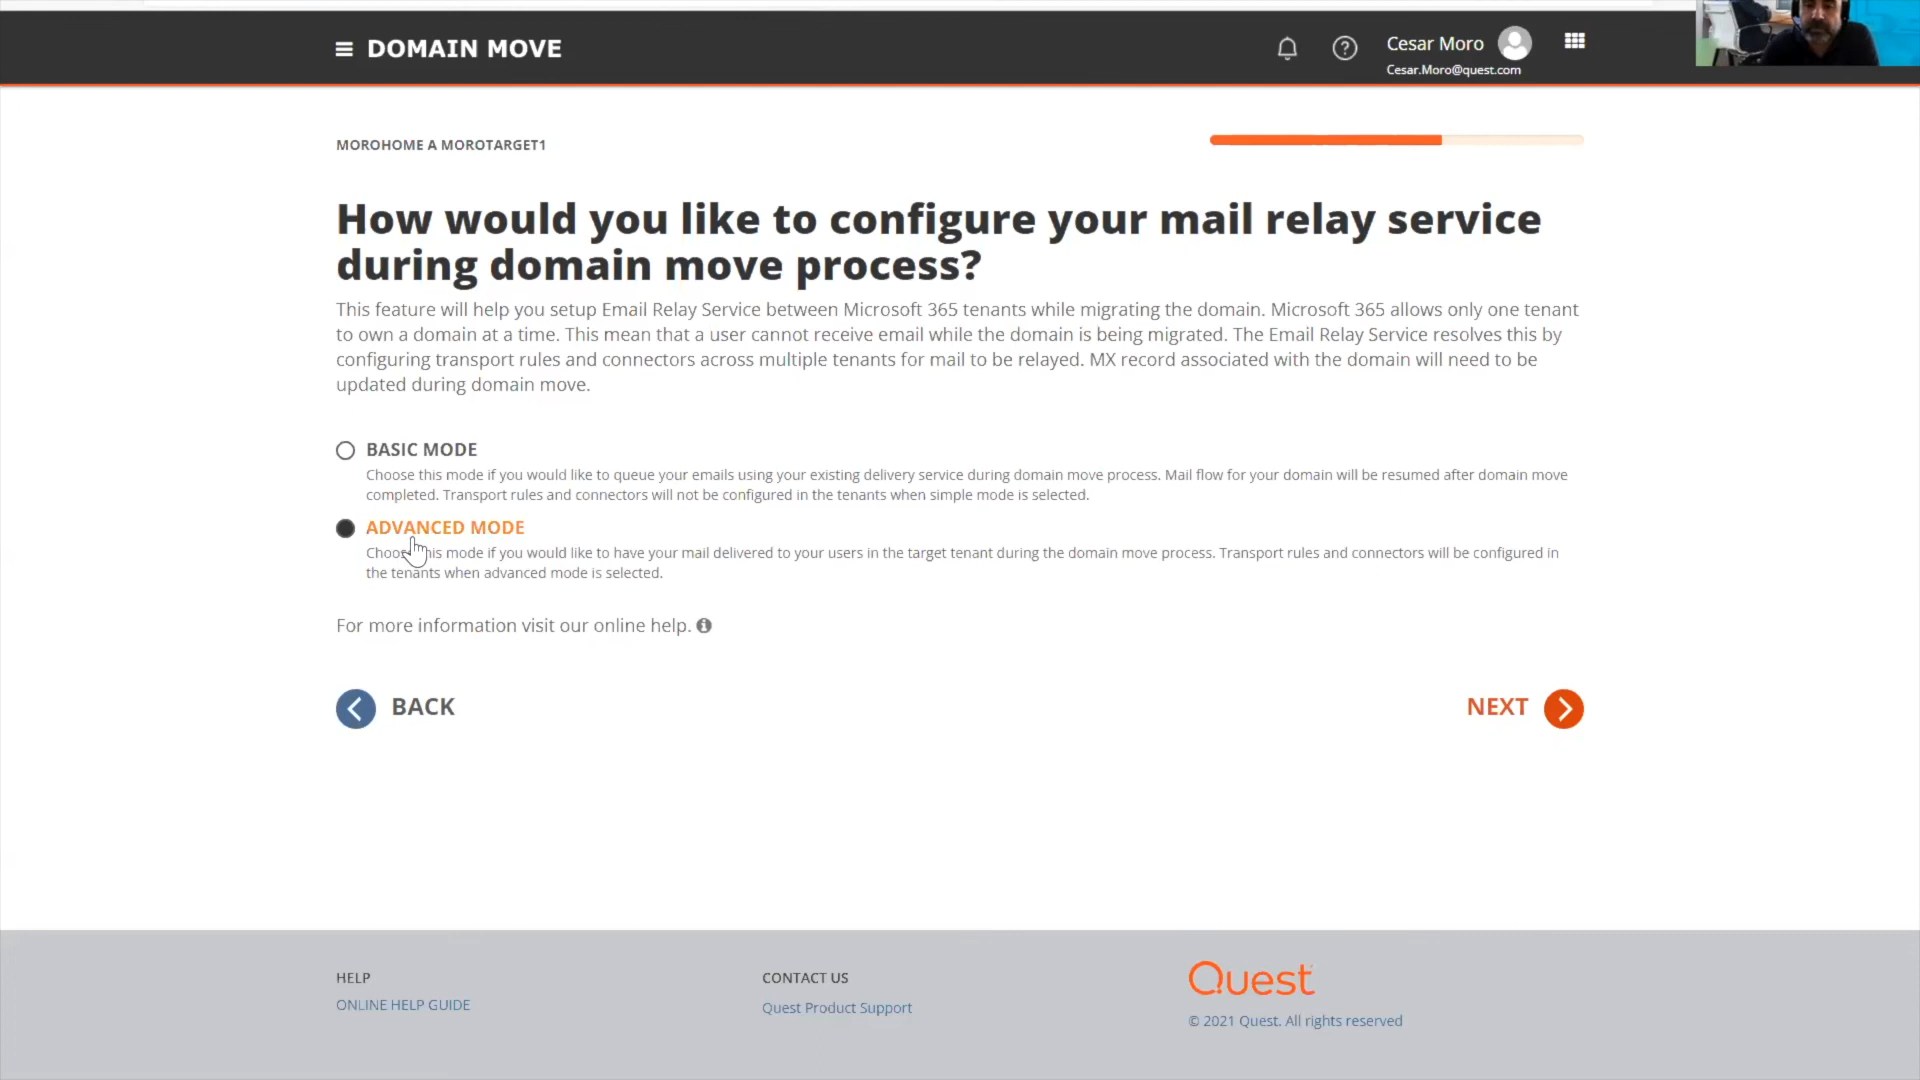 DOMAIN MOVE
Cesar Moro
Cesar.Moro@quest.com
MOROHOME A MOROTARGET1
How would you like to configure your mail relay service
during domain move process?
This feature will help you setup Email Relay Service between Microsoft 365 tenants while migrating the domain. Microsoft 365 allows only one tenant
to own a domain at a time. This mean that a user cannot receive email while the domain is being migrated. The Email Relay Service resolves this by
configuring transport rules and connectors across multiple tenants for mail to be relayed. MX record associated with the domain will need to be
updated during domain move.
BASIC MODE
Choose this mode if you would like to queue your emails using your existing delivery service during domain move process. Mail flow for your domain will be resumed after domain move
completed. Transport rules and connectors will not be configured in the tenants when simple mode is selected.
ADVANCED MODE
Choose this mode if you would like to have your mail delivered to your users in the target tenant during the domain move process. Transport rules and connectors will be configured in
the tenants when advanced mode is selected.
For more information visit our online help.
BACK
NEXT
HELP
ONLINE HELP GUIDE
CONTACT US
Quest Product Support
Quest
© 2021 Quest. All rights reserved